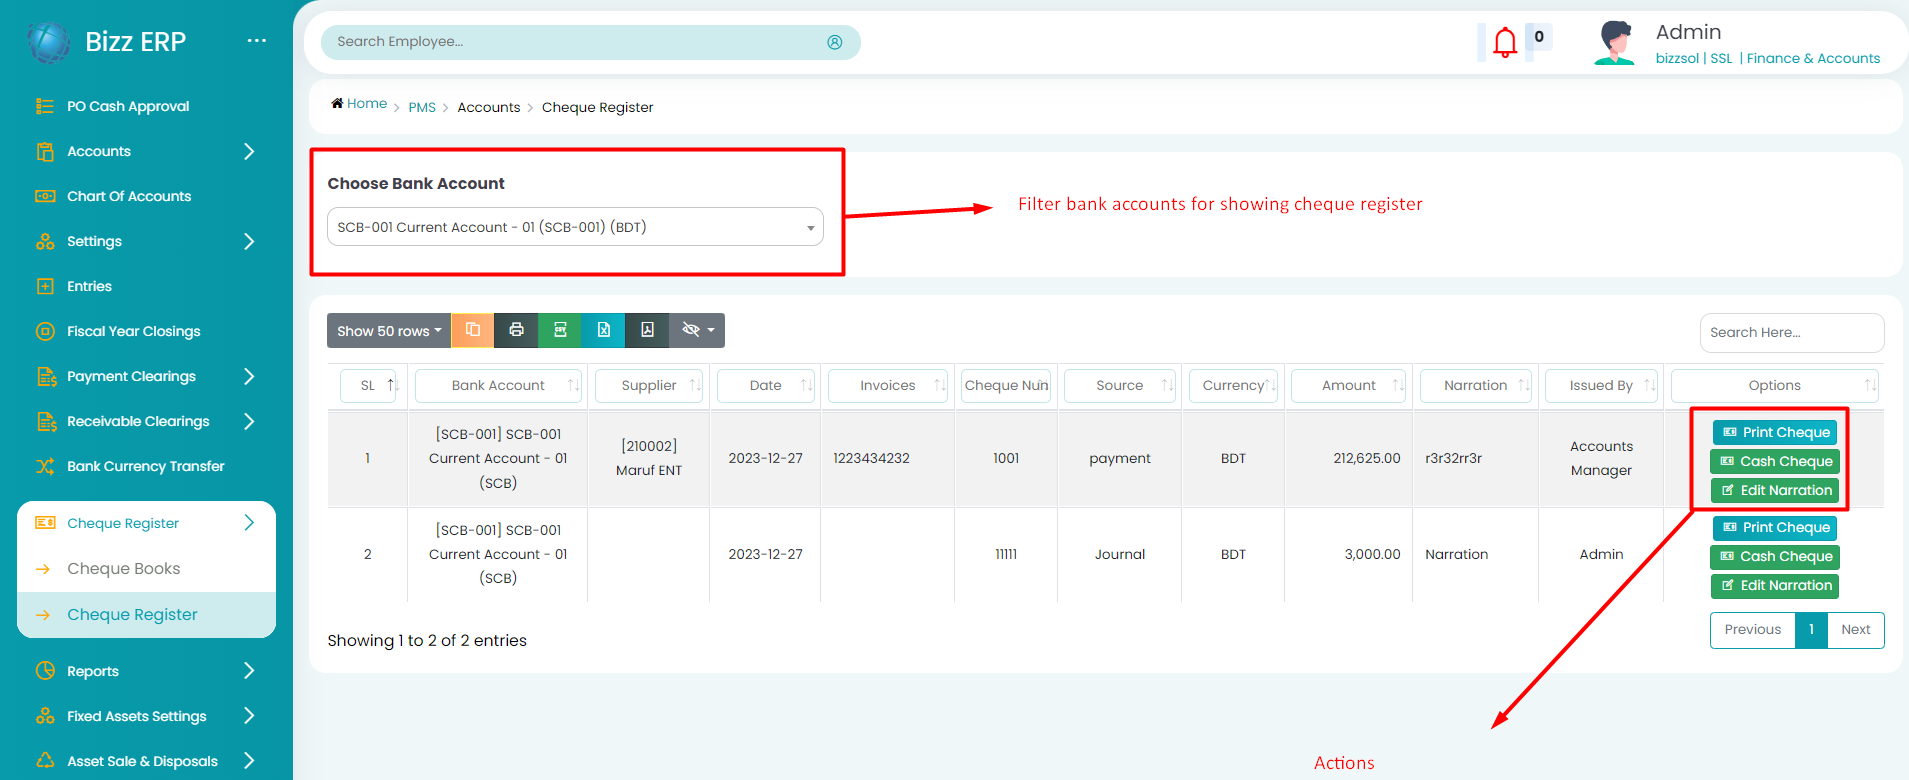 Bizz ERP
PO Cash Approval
Accounts
Chart Of Accounts
Settings
Entries
Fiscal Year Closings
Payment Clearings
Receivable Clearings
Bank Currency Transfer
Cheque Register
Cheque Books
Cheque Register
Reports
Fixed Assets Settings
Asset Sale & Disposals
Search Employee...
0
Admin
bizzsol | SSL | Finance & Accounts
Home > PMS > Accounts > Cheque Register
Choose Bank Account
SCB-001 Current Account - 01 (SCB-001) (BDT)
Filter bank accounts for showing cheque register
Show 50 rows
CSV
Search Here...
SL Bank Account Supplier Date Invoices Cheque Num Source Currency Amount Narration Issued By Options
1
[SCB-001] SCB-001
Current Account - 01
(SCB)
[210002]
Maruf ENT
2023-12-27
1223434232
1001
payment
BDT
212,625.00
r3r32rr3r
Accounts
Manager
Print Cheque
Cash Cheque
Edit Narration
2
[SCB-001] SCB-001
Current Account - 01
(SCB)
2023-12-27
11111
Journal
BDT
3,000.00
Narration
Admin
Print Cheque
Cash Cheque
Edit Narration
Showing 1 to 2 of 2 entries
Previous 1 Next
Actions